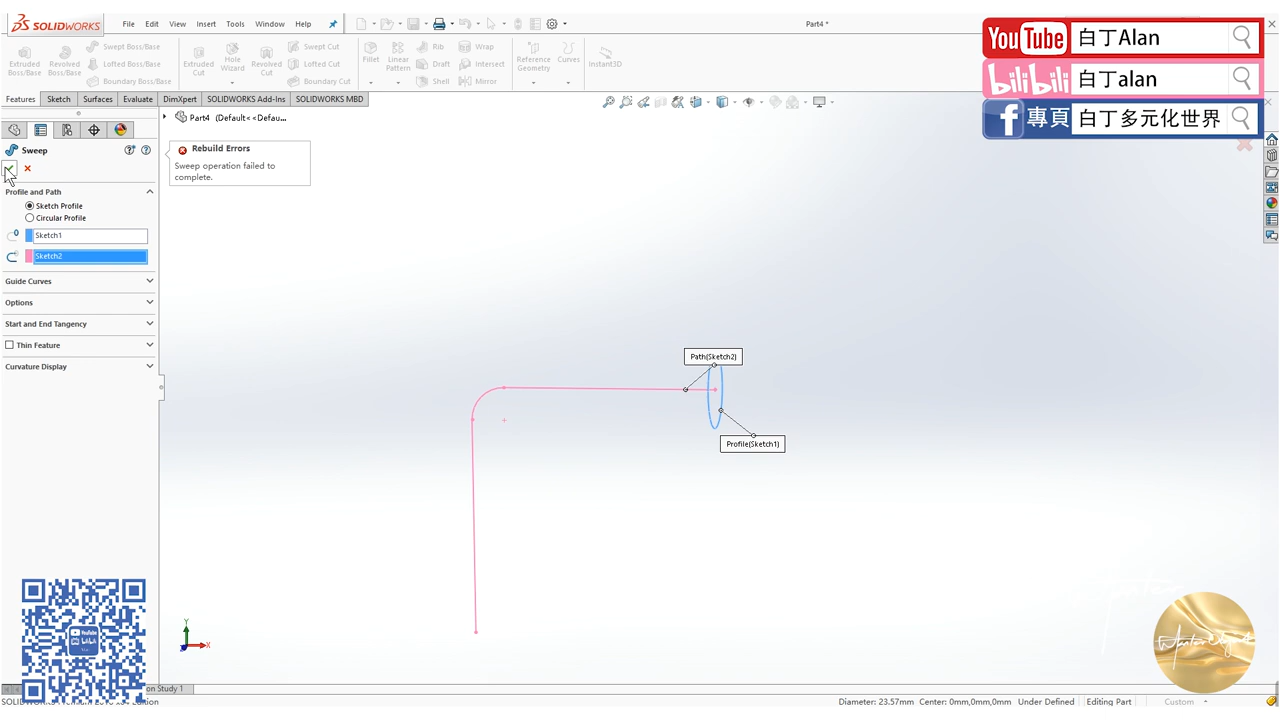 SOLIDWORKS
File Edit View Insert Tools Window Help
Part4 *
YouTube 白丁Alan
bilibili 白丁alan
f 專頁 白丁多元化世界
Extruded Boss/Base
Revolved Boss/Base
Swept Boss/Base
Lofted Boss/Base
Boundary Boss/Base
Extruded Cut
Hole Wizard
Revolved Cut
Swept Cut
Lofted Cut
Boundary Cut
Fillet
Linear Pattern
Rib
Draft
Shell
Wrap
Intersect
Mirror
Reference Geometry
Curves
Instant3D
Features Sketch Surfaces Evaluate DimXpert SOLIDWORKS Add-Ins SOLIDWORKS MBD
Part4 (Default<<Defau...
Sweep
Rebuild Errors
Sweep operation failed to
complete.
Profile and Path
Sketch Profile
Circular Profile
Sketch1
Sketch2
Guide Curves
Options
Start and End Tangency
Thin Feature
Curvature Display
Path(Sketch2)
Profile(Sketch1)
Y
X
Z
on Study 1
Edition
Diameter: 23.57mm Center: 0mm,0mm,0mm Under Defined Editing Part Custom